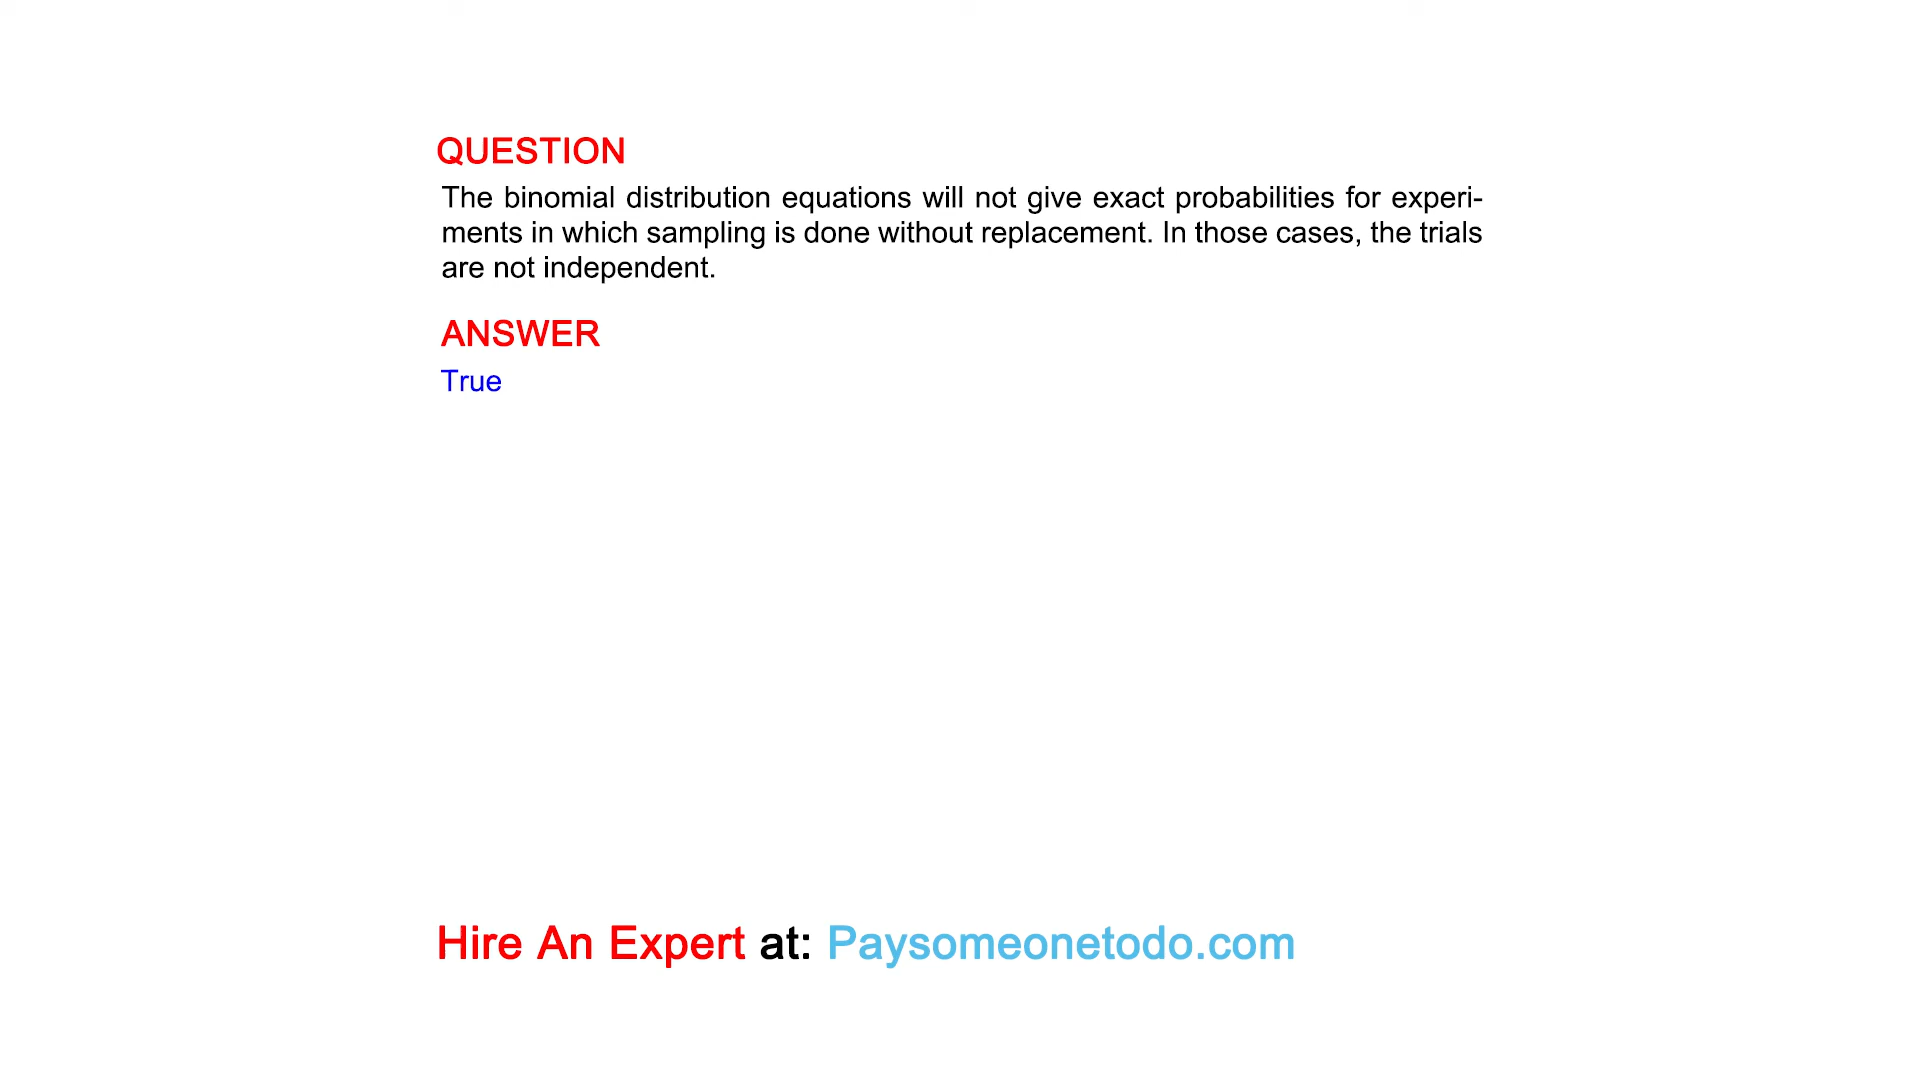 QUESTION
The binomial distribution equations will not give exact probabilities for experi-
ments in which sampling is done without replacement. In those cases, the trials
are not independent.
ANSWER
True
Hire An Expert at: Paysomeonetodo.com